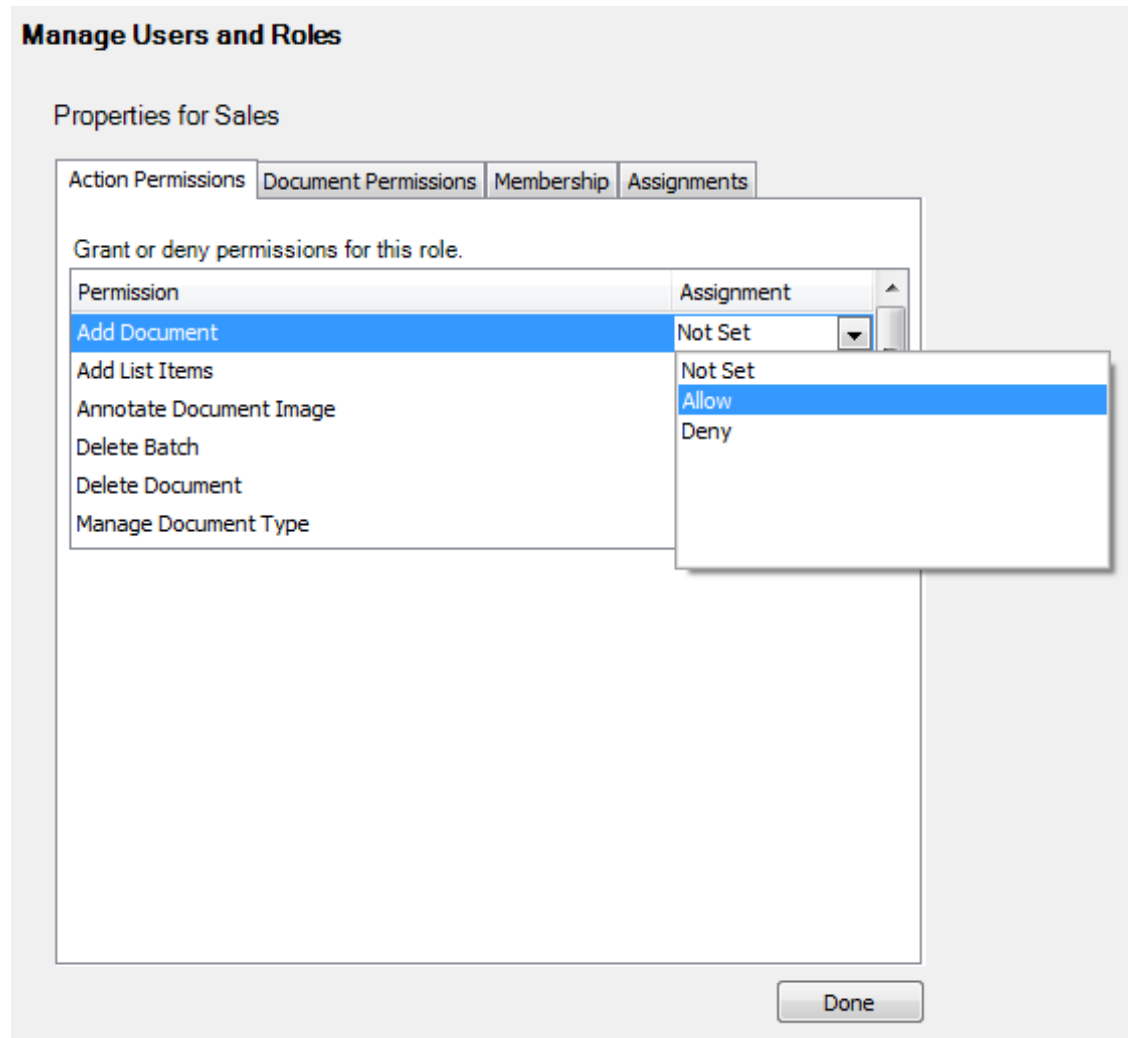 Manage Users and Roles
Properties for Sales
Action Permissions Document Permissions Membership Assignments
Grant or deny permissions for this role.
Permission Assignment
Add Document Not Set
Add List Items Not Set
Annotate Document Image Allow
Delete Batch Deny
Delete Document
Manage Document Type
Done